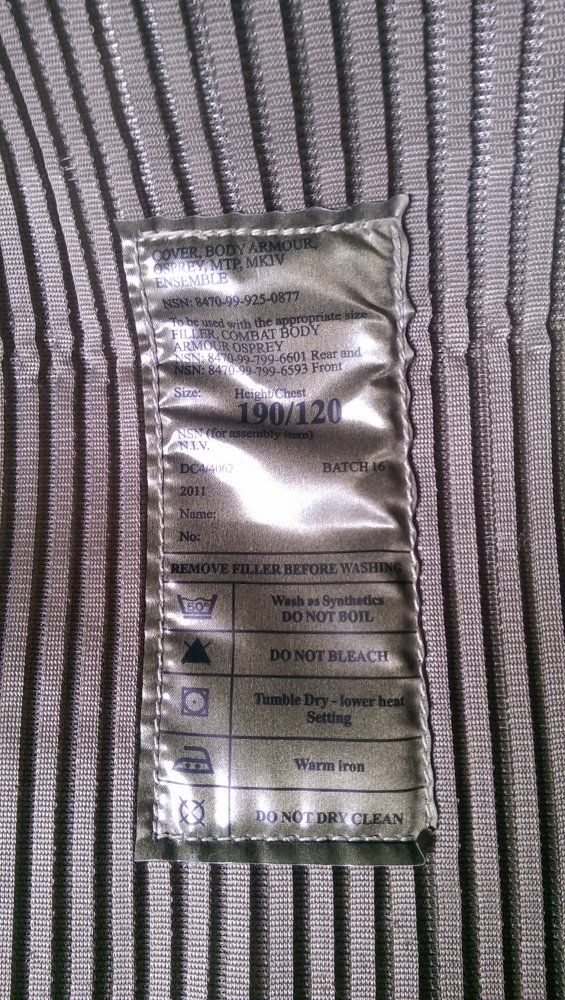 COVER, BODY ARMOUR,
OSPREY, MTP, MKIV
ENSEMBLE
NSN: 8470-99-925-0877
To be used with the appropriate size
FILLER, COMBAT BODY
ARMOUR OSPREY
NSN: 8470-99-799-6601 Rear and
NSN: 8470-99-799-6593 Front
Size: Height/Chest
190/120
NSN (for assembly item)
N.I.V.
DC4/4062 BATCH 16
2011
Name:
No:
REMOVE FILLER BEFORE WASHING
50° Wash as Synthetics
DO NOT BOIL
DO NOT BLEACH
Tumble Dry - lower heat
Setting
Warm iron
DO NOT DRY CLEAN